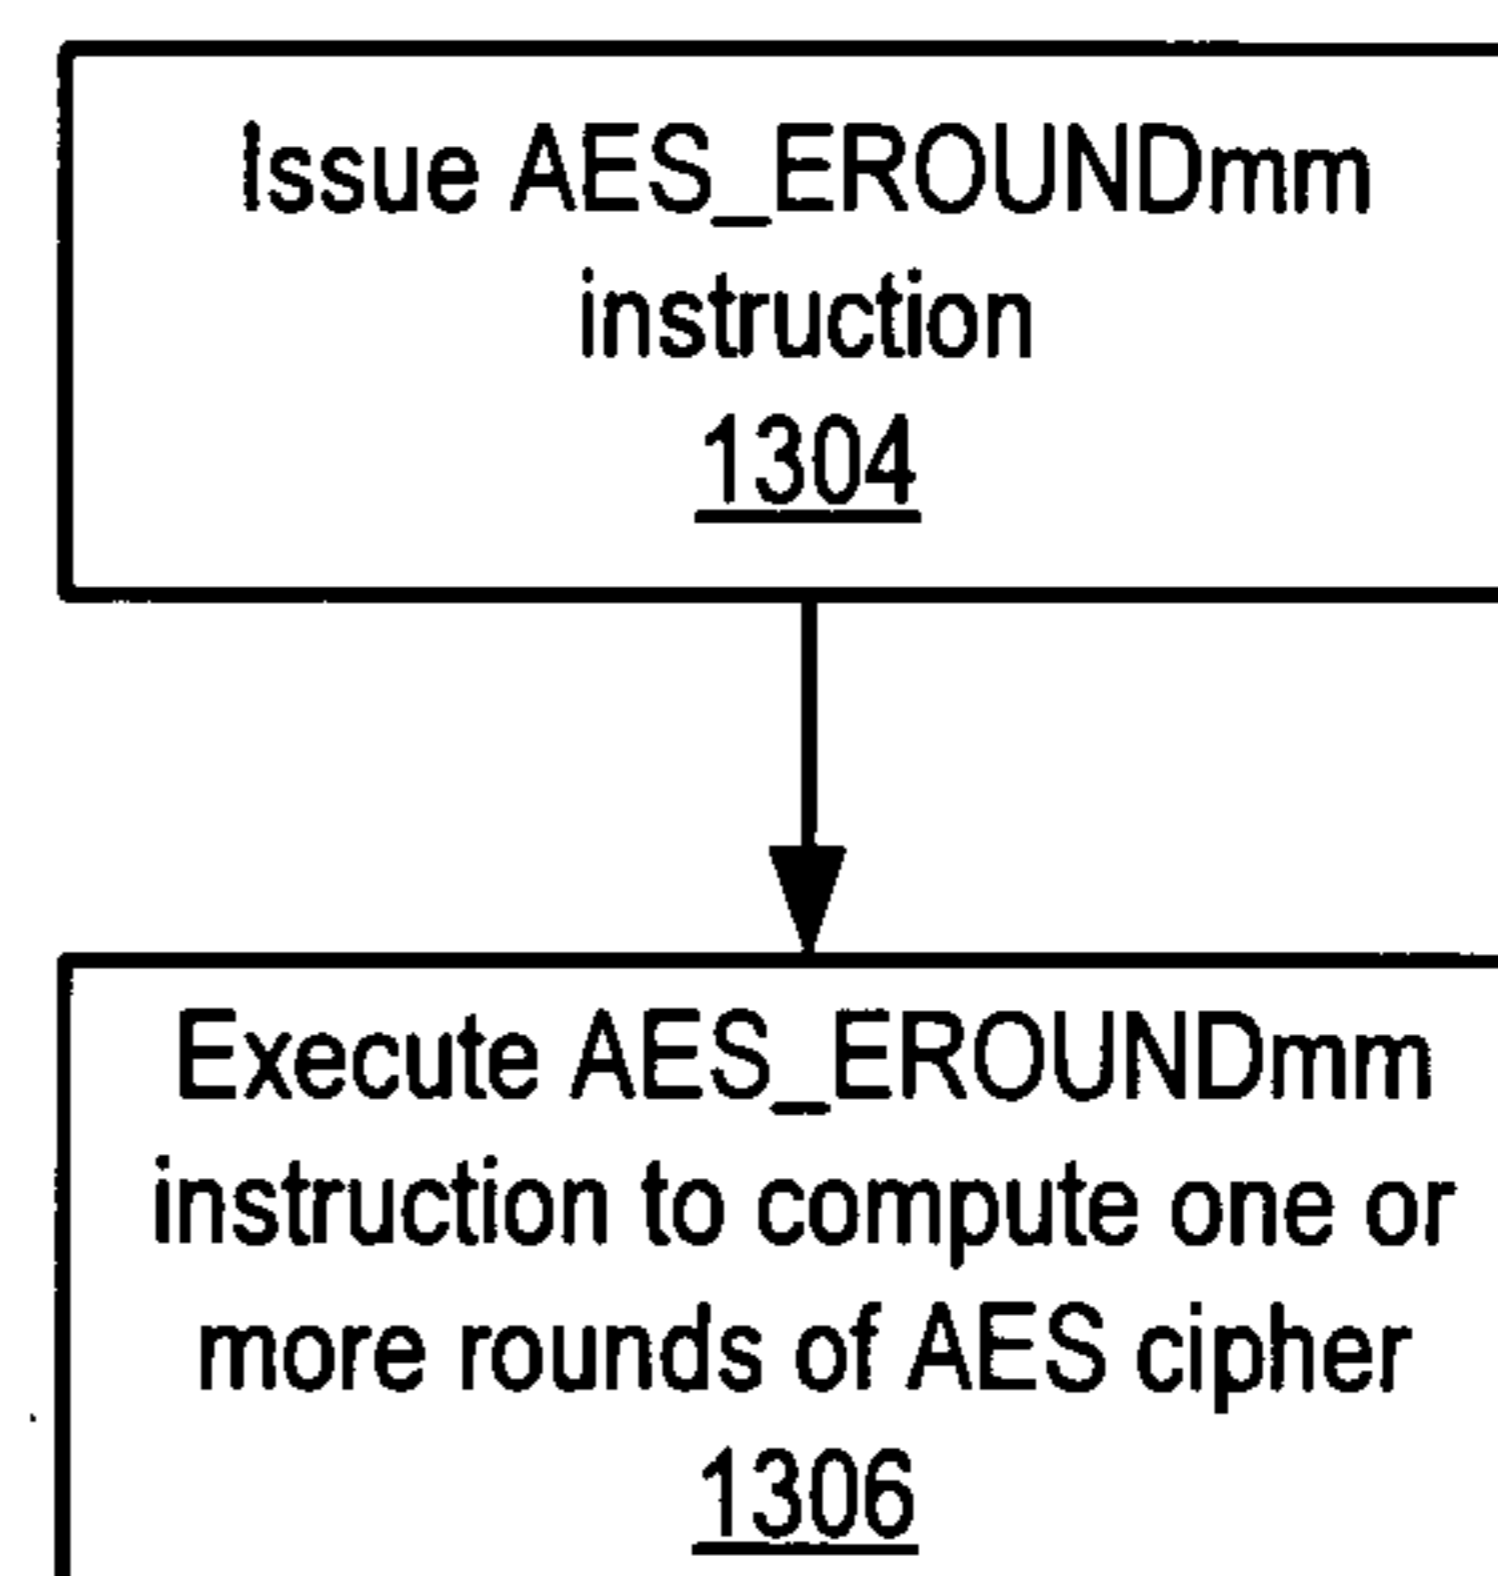 Issue AES_EROUNDmm
instruction
1304
Execute AES_EROUNDmm
instruction to compute one or
more rounds of AES cipher
1306